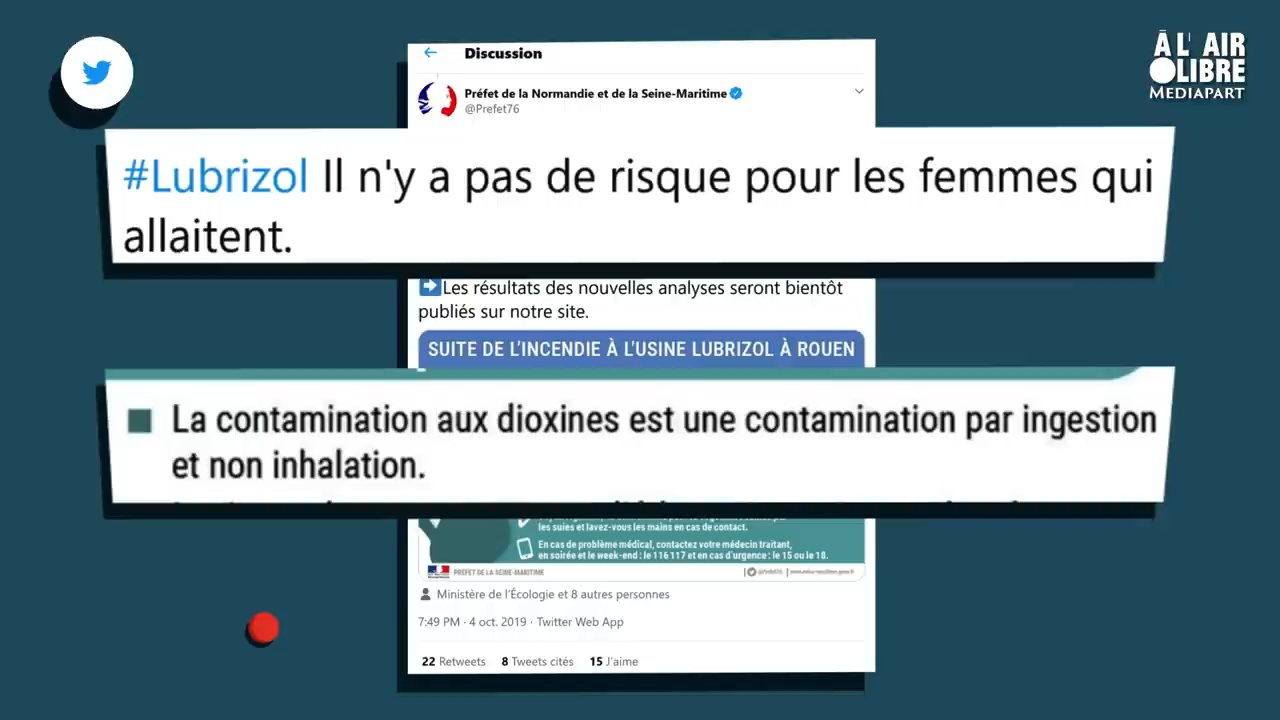 À L' AIR
LIBRE
MEDIAPART
Discussion
Préfet de la Normandie et de la Seine-Maritime
@Prefet76
#Lubrizol Il n'y a pas de risque pour les femmes qui
allaitent.
Les résultats des nouvelles analyses seront bientôt
publiés sur notre site.
SUITE DE L'INCENDIE À L'USINE LUBRIZOL À ROUEN
La contamination aux dioxines est une contamination par ingestion
et non inhalation.
les suies et lavez-vous les mains en cas de contact.
En cas de problème médical, contactez votre médecin traitant,
en soirée et le week-end : le 116 117 et en cas d'urgence : le 15 ou le 18.
PRÉFET DE LA SEINE-MARITIME
@Prefet76
Ministère de l'Écologie et 8 autres personnes
7:49 PM · 4 oct. 2019 · Twitter Web App
22 Retweets 8 Tweets cités 15 J'aime